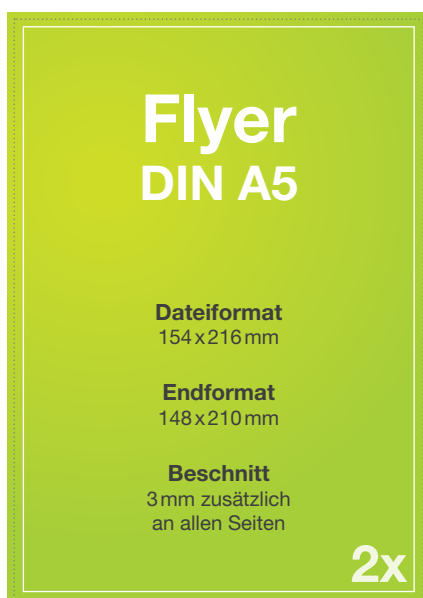 Flyer
DIN A5
Dateiformat
154 x 216 mm
Endformat
148 x 210 mm
Beschnitt
3 mm zusätzlich
an allen Seiten
2x